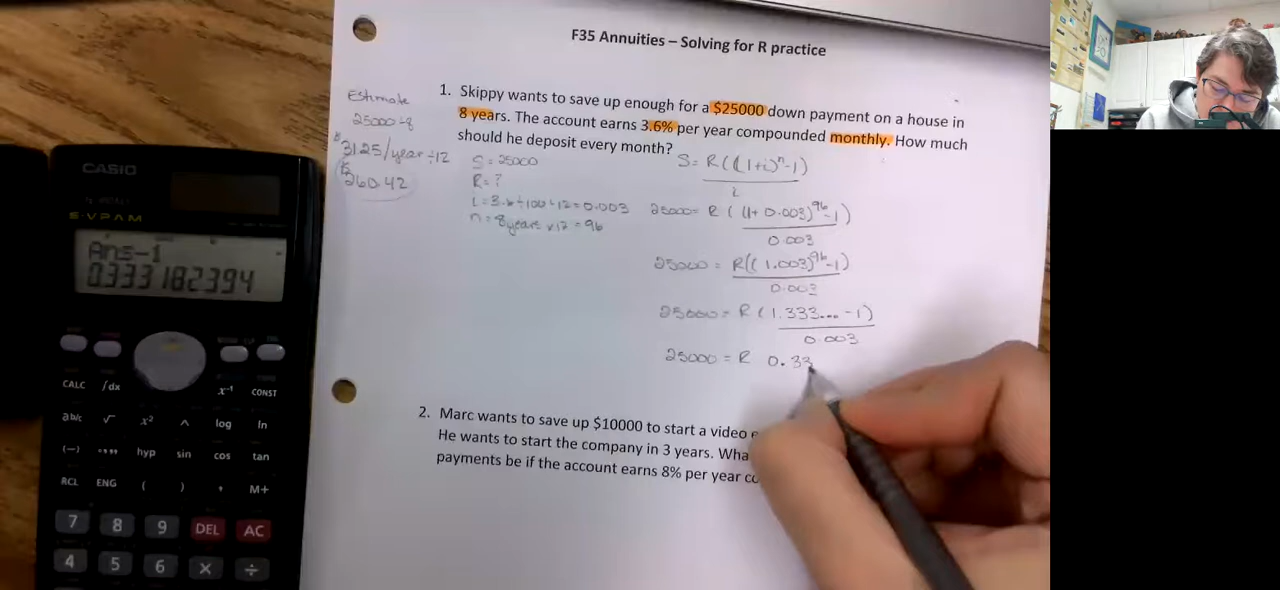 F35 Annuities – Solving for R practice
1. Skippy wants to save up enough for a $25000 down payment on a house in
8 years. The account earns 3.6% per year compounded monthly. How much
should he deposit every month?
Estimate
25000÷8
$3125/year ÷12
$260.42
S = 25000
R = ?
i = 3.6÷100÷12 = 0.003
n = 8 years x12 = 96
S = R((1+i)^n -1)
i
25000 = R ((1+0.003)^96 -1)
0.003
25000 = R((1.003)^96 -1)
0.003
25000 = R (1.333... -1)
0.003
25000 = R 0.33
2. Marc wants to save up $10000 to start a video
He wants to start the company in 3 years.
payments be if the account earns 8% per year
CASIO
S-V.P.A.M.
Ans-1
0.333182394
CALC ∫dx x⁻¹ CONST
ab/c √ x² ^ log ln
(−) °'" hyp sin cos tan
RCL ENG ( ) , M+
7 8 9 DEL AC
4 5 6 × ÷